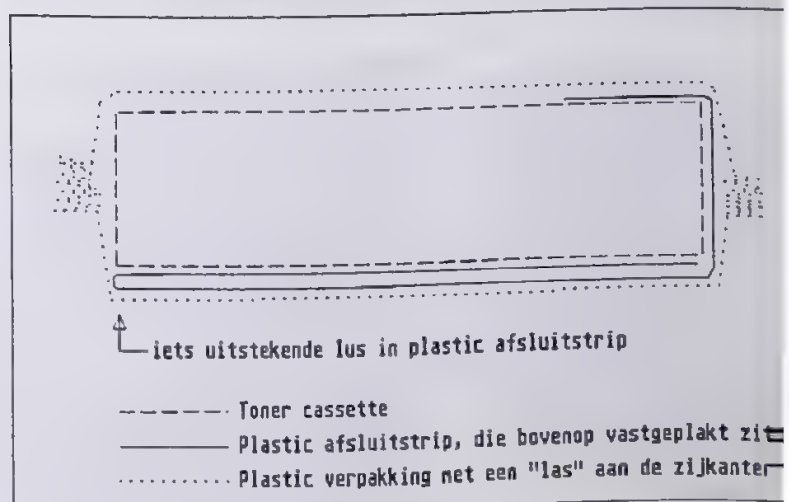 iets uitstekende lus in plastic afsluitstrip
Toner cassette
Plastic afsluitstrip, die bovenop vastgeplakt zit
Plastic verpakking met een "las" aan de zijkanten